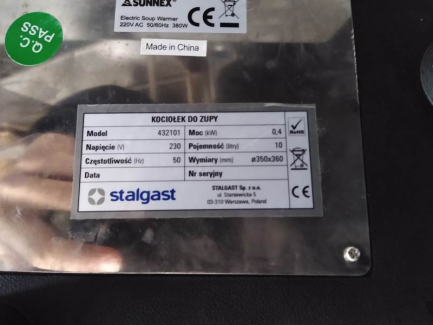 SUNNEX®
Electric Soup Warmer
220V AC 50/60Hz 380W
CE
Made in China
Q.C.
PASS
KOCIOŁEK DO ZUPY
Model 432101 Moc (kW) 0,4
Napięcie (V) 230 Pojemność (litry) 10
Częstotliwość (Hz) 50 Wymiary (mm) ø350x360
Data Nr seryjny
RoHS
CE
stalgast
STALGAST Sp. z o.o.
ul. Staniewicka 5
03-310 Warszawa, Poland